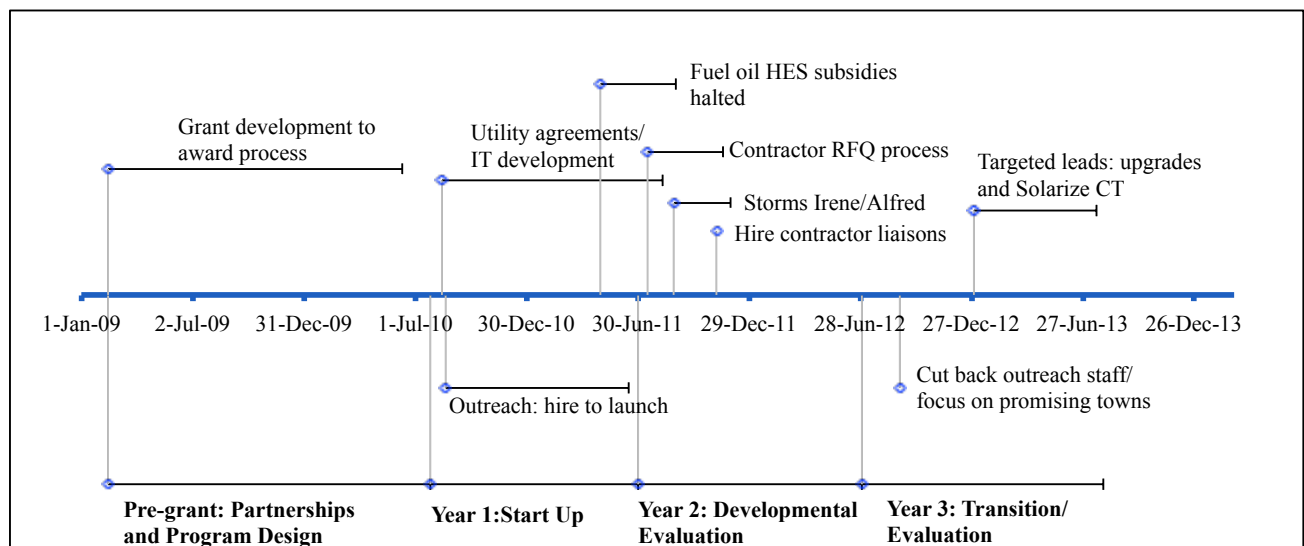 Fuel oil HES subsidies
halted
Grant development to
award process
Utility agreements/
IT development
Contractor RFQ process
Targeted leads: upgrades
and Solarize CT
Storms Irene/Alfred
Hire contractor liaisons
1-Jan-09
2-Jul-09
31-Dec-09
1-Jul-10
30-Dec-10
30-Jun-11
29-Dec-11
28-Jun-12
27-Dec-12
27-Jun-13
26-Dec-13
Outreach: hire to launch
Cut back outreach staff/
focus on promising towns
Pre-grant: Partnerships
and Program Design
Year 1:Start Up
Year 2: Developmental
Evaluation
Year 3: Transition/
Evaluation